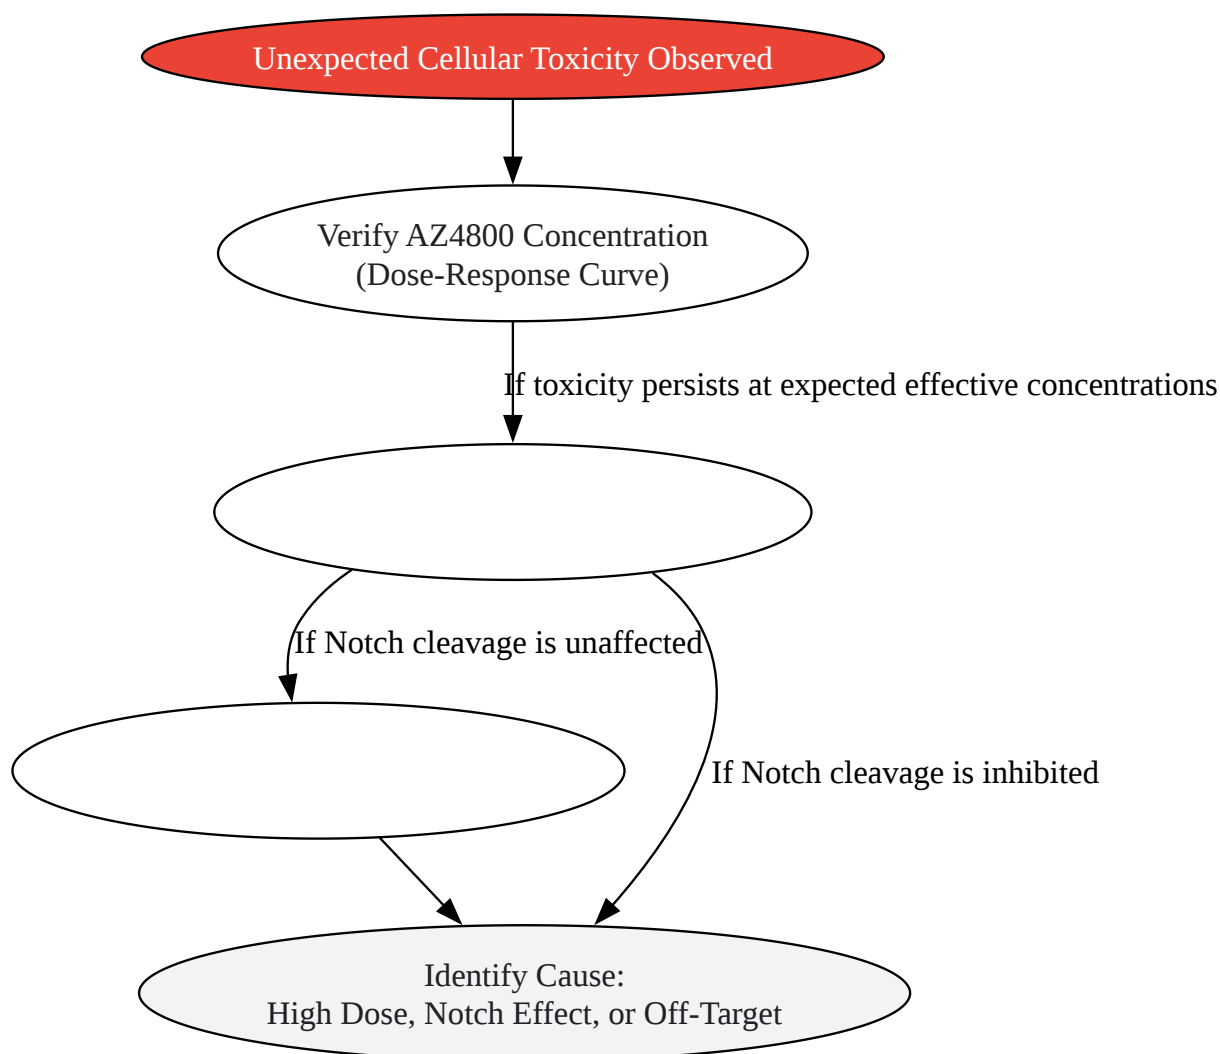 Unexpected Cellular Toxicity Observed
Verify AZ4800 Concentration
(Dose-Response Curve)
If toxicity persists at expected effective concentrations
If Notch cleavage is unaffected
If Notch cleavage is inhibited
Identify Cause:
High Dose, Notch Effect, or Off-Target